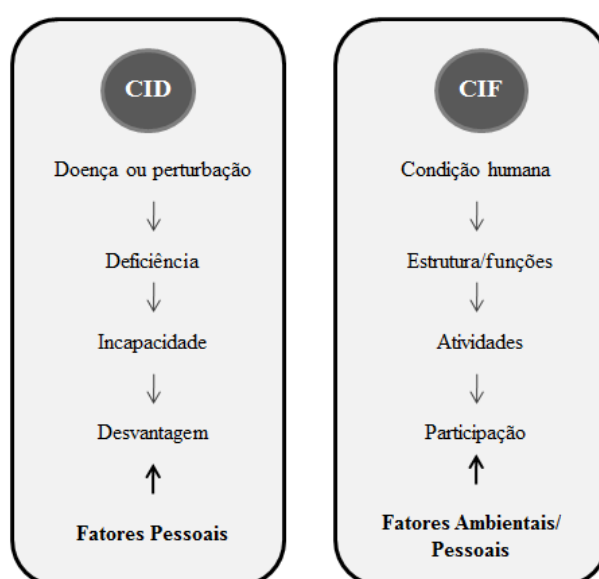 CID
Doença ou perturbação
Deficiência
Incapacidade
Desvantagem
Fatores Pessoais
CIF
Condição humana
Estrutura/funções
Atividades
Participação
Fatores Ambientais/
Pessoais